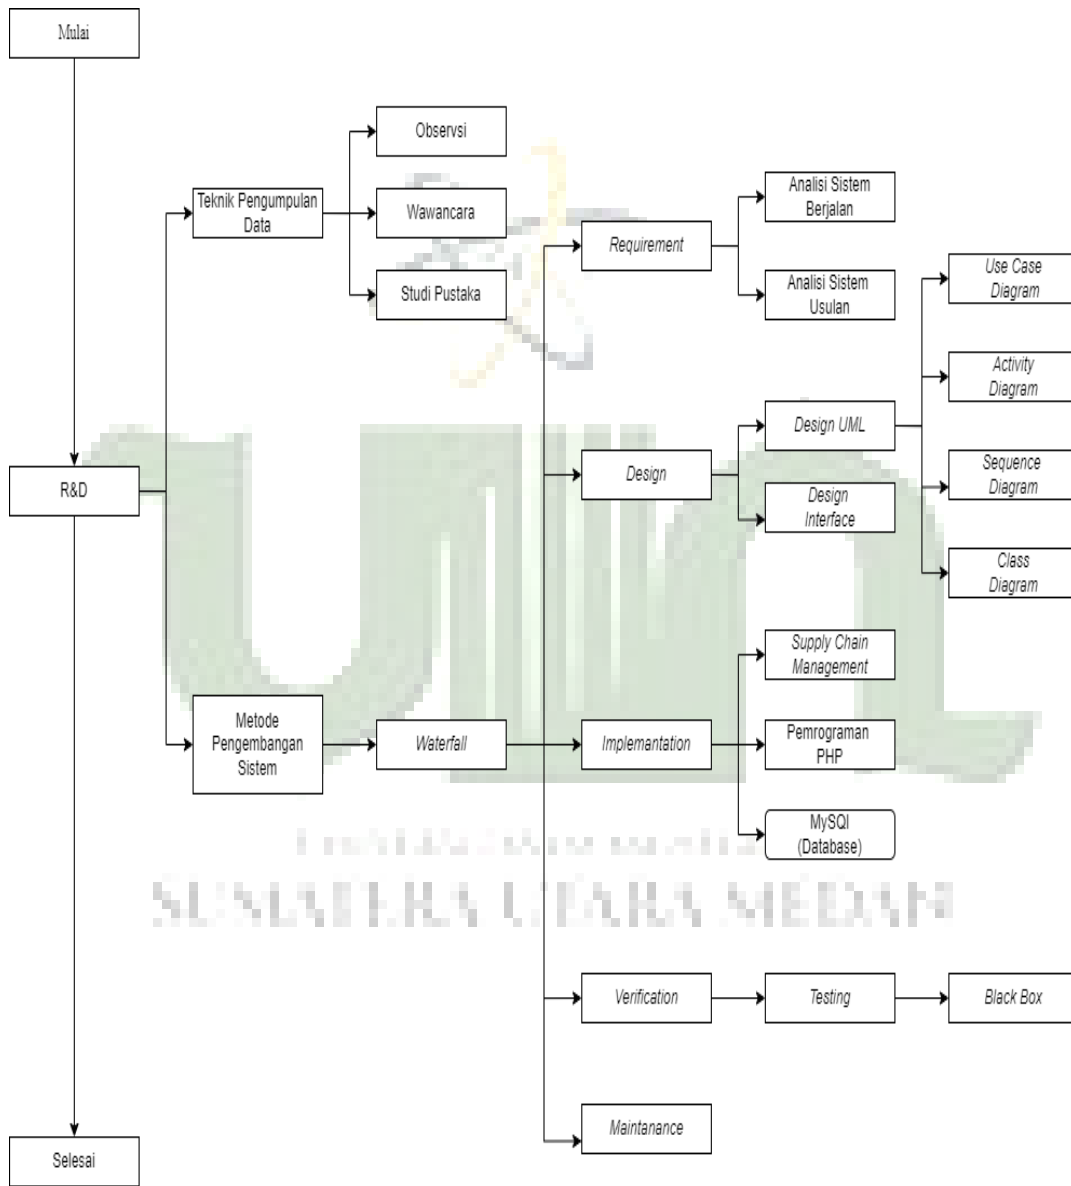 Mulai
Observsi
Teknik Pengumpulan
Data
Wawancara
Studi Pustaka
Requirement
Analisi Sistem
Berjalan
Analisi Sistem
Usulan
Use Case
Diagram
Activity
Diagram
Design UML
R&D
Design
Design
Interface
Sequence
Diagram
Class
Diagram
Supply Chain
Management
Metode
Pengembangan
Sistem
Waterfall
Implemantation
Pemrograman
PHP
MySQl
(Database)
SUMATERA UTARA MEDAN
Verification
Testing
Black Box
Maintanance
Selesai